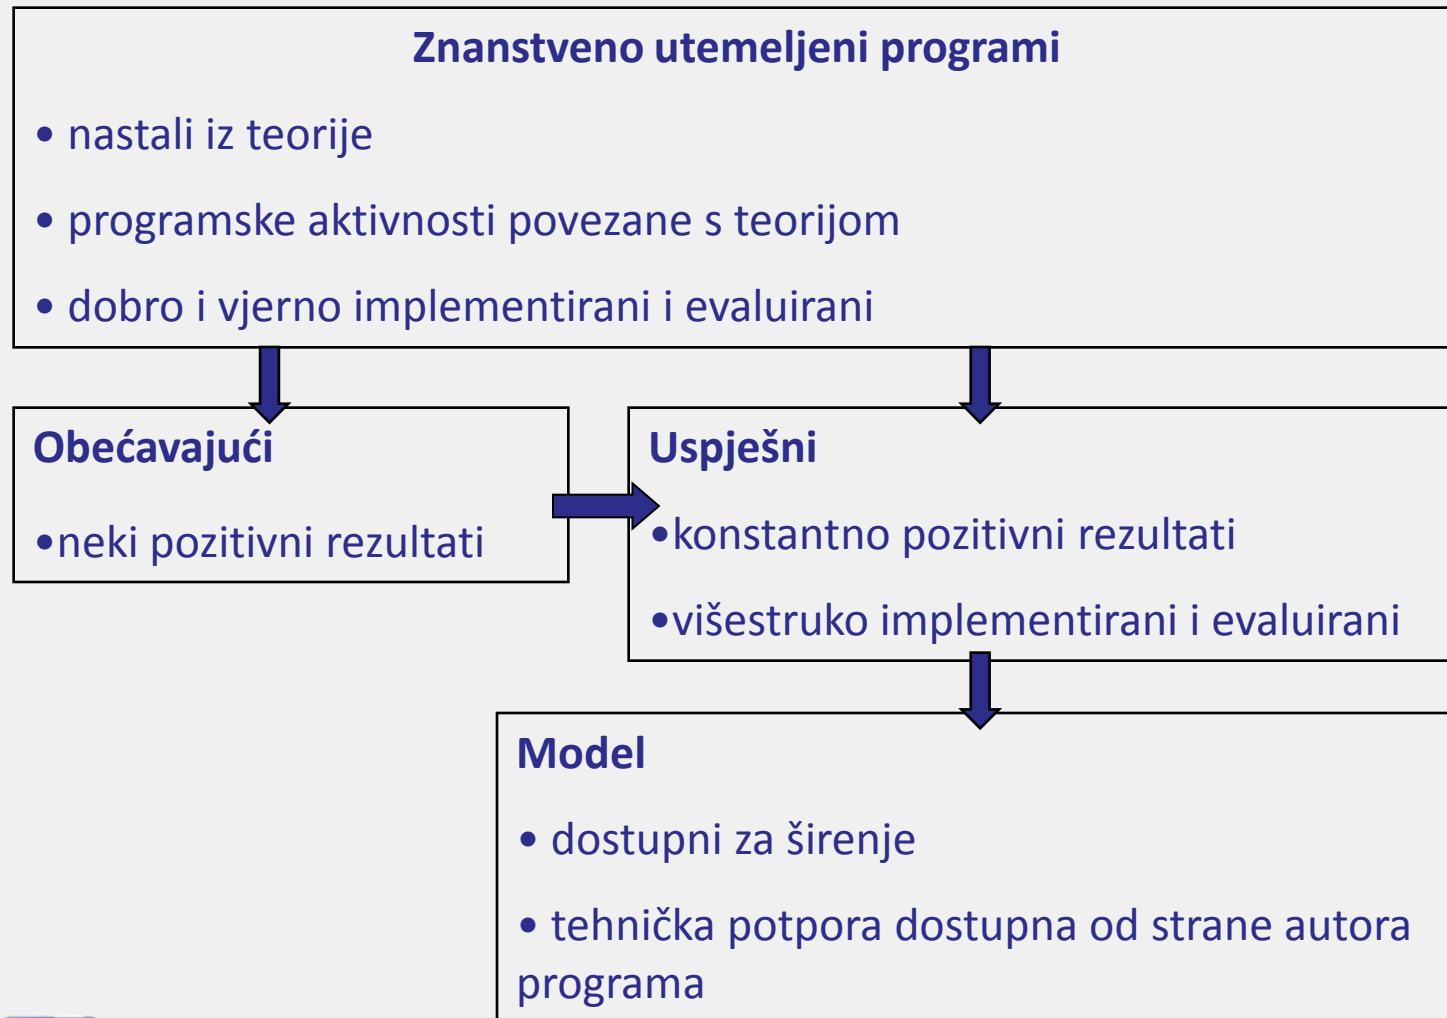 Znanstveno utemeljeni programi
• nastali iz teorije
• programske aktivnosti povezane s teorijom
• dobro i vjerno implementirani i evaluirani
Obećavajući
•neki pozitivni rezultati
Uspješni
•konstantno pozitivni rezultati
•višestruko implementirani i evaluirani
Model
• dostupni za širenje
• tehnička potpora dostupna od strane autora
programa